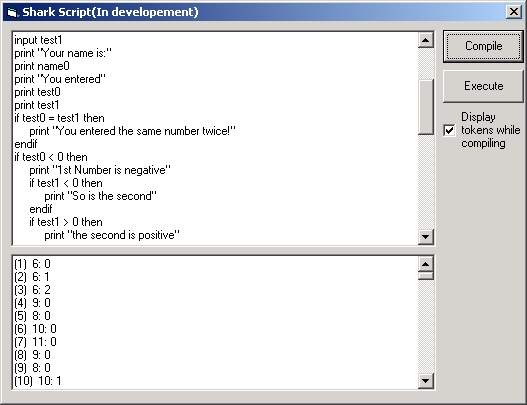 Shark Script(In developement)
input test1
print "Your name is:"
print name0
print "You entered"
print test0
print test1
if test0 = test1 then
print "You entered the same number twice!"
endif
if test0 < 0 then
print "1st Number is negative"
if test1 < 0 then
print "So is the second"
endif
if test1 > 0 then
print "the second is positive"
Compile
Execute
Display
tokens while
compiling
(1) 6: 0
(2) 6: 1
(3) 6: 2
(4) 9: 0
(5) 8: 0
(6) 10: 0
(7) 11: 0
(8) 9: 0
(9) 8: 0
(10) 10: 1